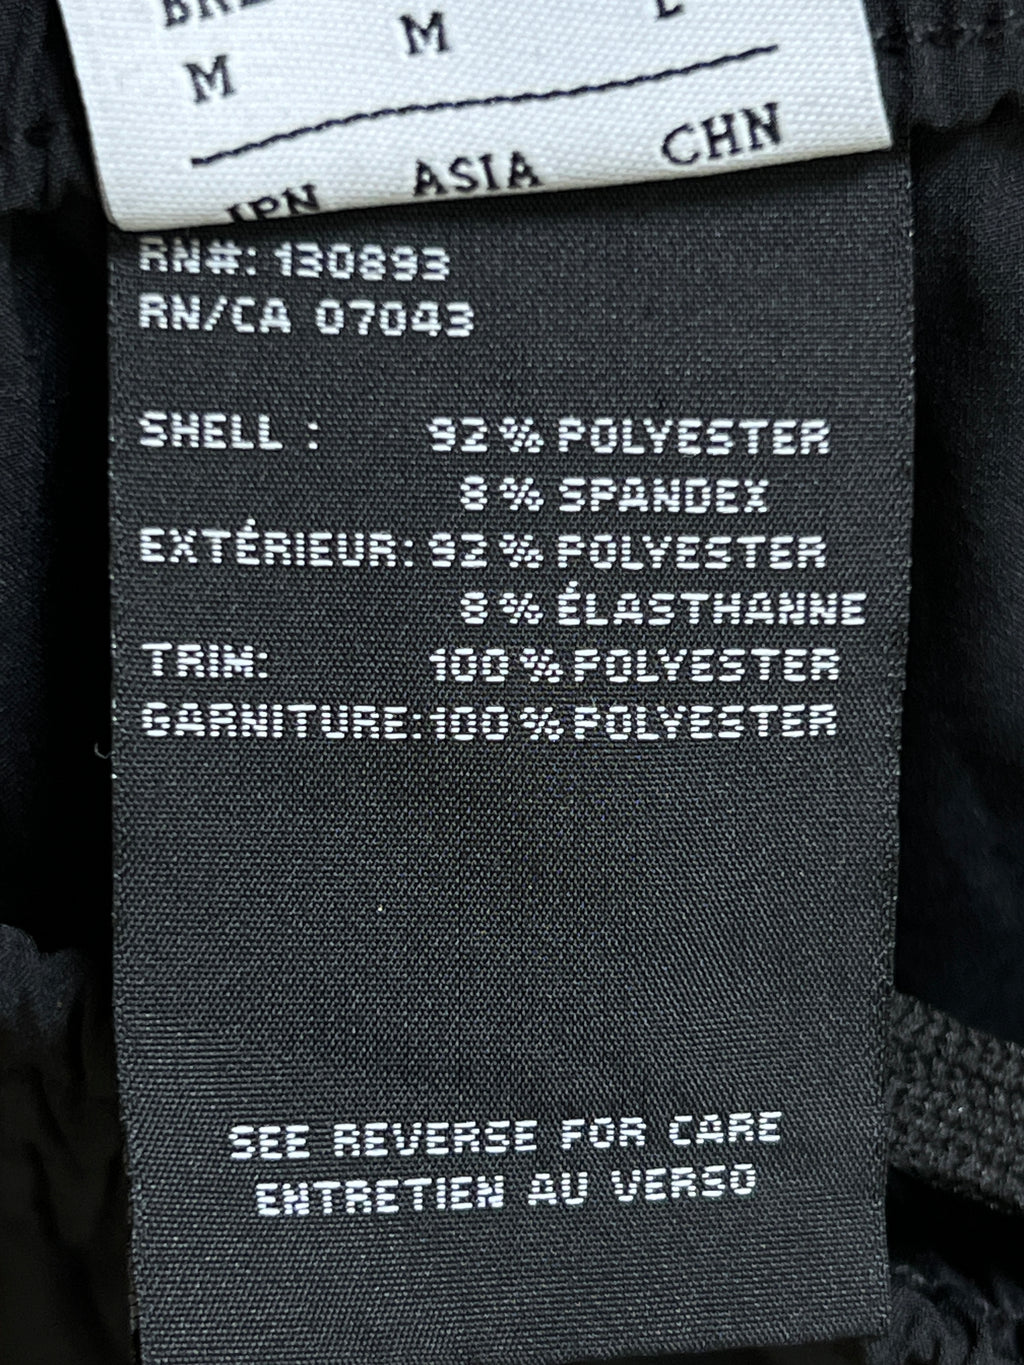 M M
JPN ASIA CHN
RN#: 130893
RN/CA 07043
SHELL : 92% POLYESTER
8% SPANDEX
EXTÉRIEUR: 92% POLYESTER
8% ÉLASTHANNE
TRIM: 100% POLYESTER
GARNITURE: 100% POLYESTER
SEE REVERSE FOR CARE
ENTRETIEN AU VERSO